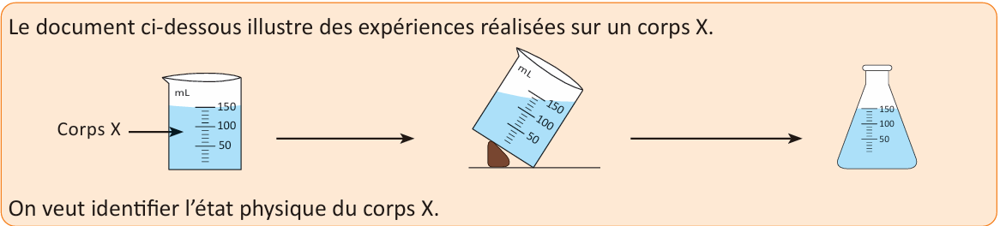 Le document ci-dessous illustre des expériences réalisées sur un corps X.
mL
150
100
50
Corps X
mL
150
100
50
150
100
50
On veut identifier l’état physique du corps X.